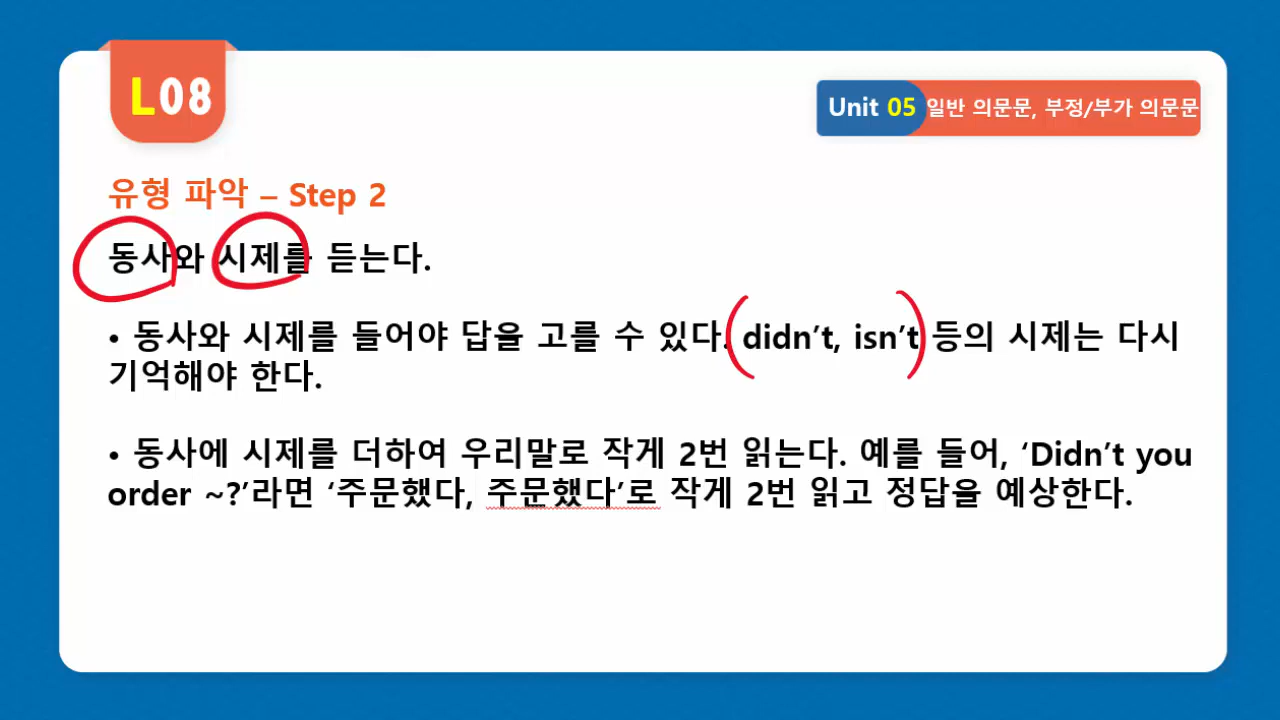 L08
Unit 05 일반 의문문, 부정/부가 의문문
유형 파악 – Step 2
동사와 시제를 듣는다.
• 동사와 시제를 들어야 답을 고를 수 있다. didn’t, isn’t 등의 시제는 다시
기억해야 한다.
• 동사에 시제를 더하여 우리말로 작게 2번 읽는다. 예를 들어, ‘Didn’t you
order ~?’라면 ‘주문했다, 주문했다’로 작게 2번 읽고 정답을 예상한다.